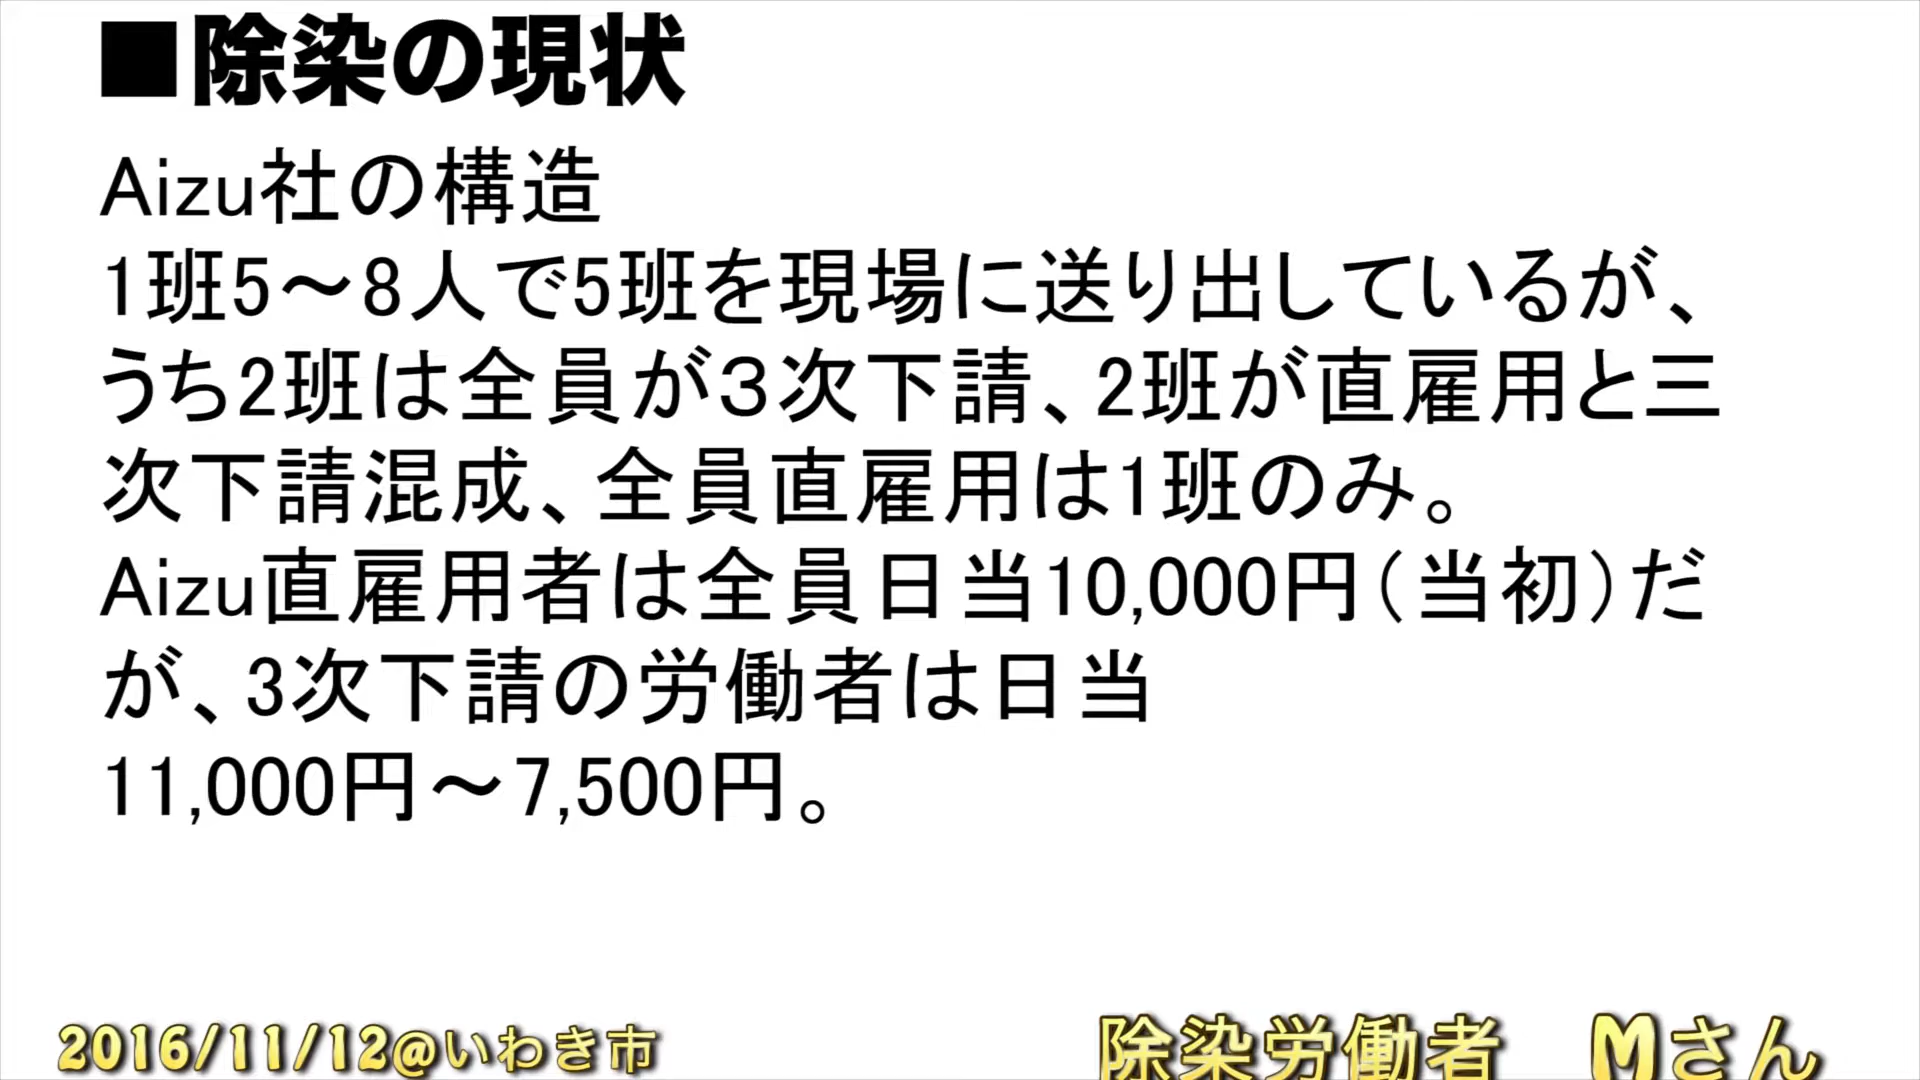 ■除染の現状
Aizu社の構造
1班5～8人で5班を現場に送り出しているが、
うち2班は全員が３次下請、2班が直雇用と三
次下請混成、全員直雇用は1班のみ。
Aizu直雇用者は全員日当10,000円（当初）だ
が、3次下請の労働者は日当
11,000円～7,500円。
2016/11/12@いわき市
除染労働者　Mさん